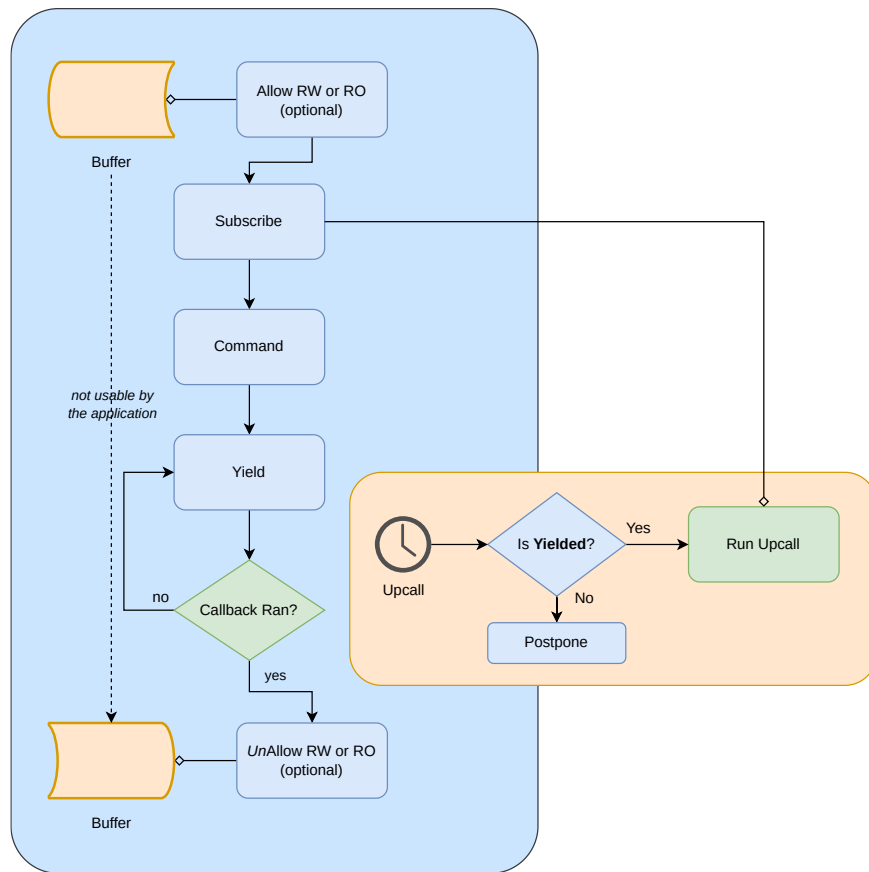 Allow RW or RO
(optional)
Buffer
Subscribe
Command
not usable by
the application
Yield
Is Yielded?
Yes
Run Upcall
Upcall
no
Callback Ran?
No
Postpone
yes
UnAllow RW or RO
(optional)
Buffer